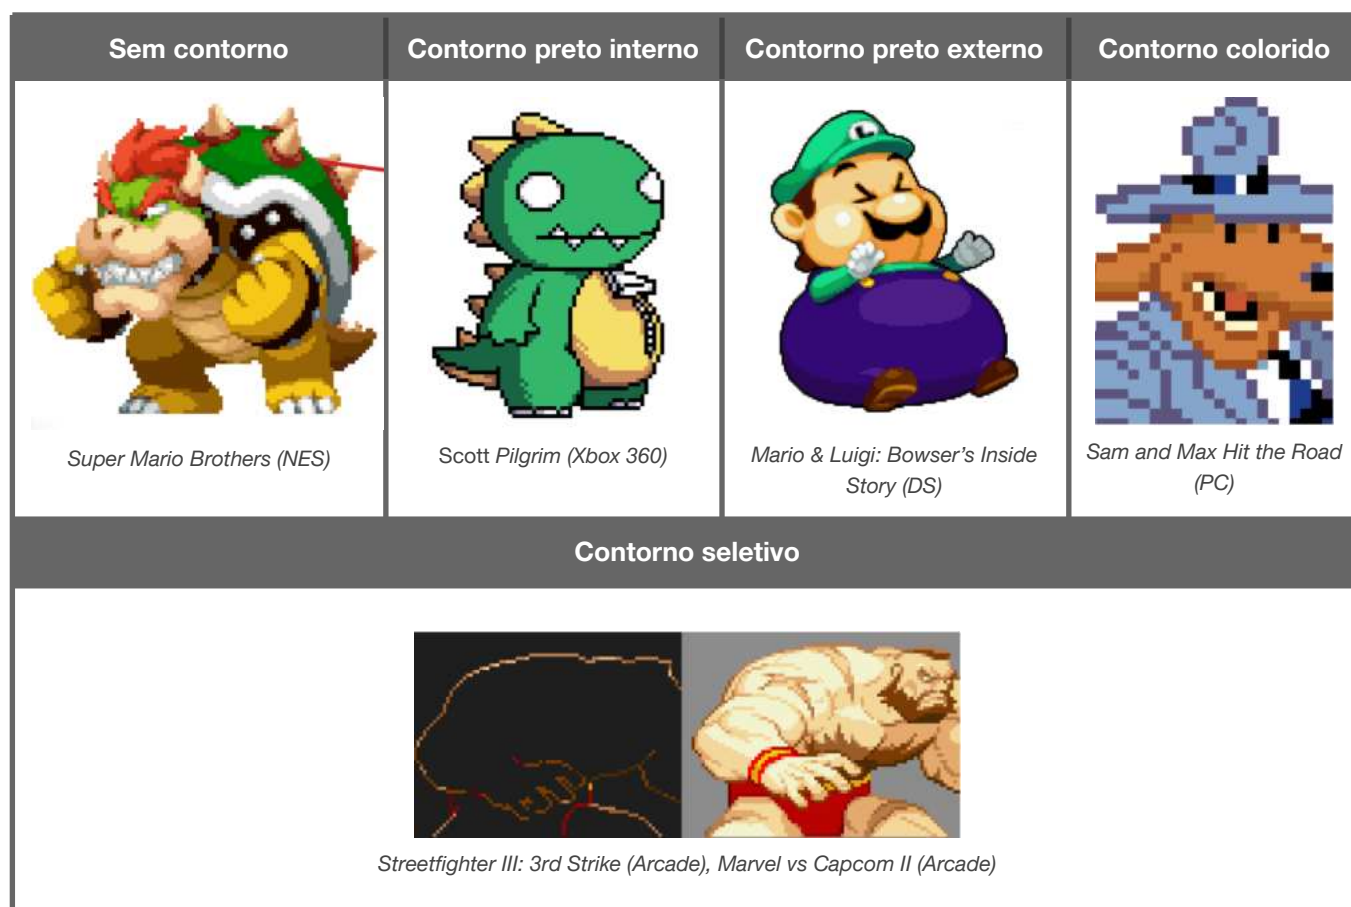 Sem contorno
Contorno preto interno
Contorno preto externo
Contorno colorido
L
Super Mario Brothers (NES)
Scott Pilgrim (Xbox 360)
Mario & Luigi: Bowser's Inside
Story (DS)
Sam and Max Hit the Road
(PC)
Contorno seletivo
Streetfighter III: 3rd Strike (Arcade), Marvel vs Capcom II (Arcade)